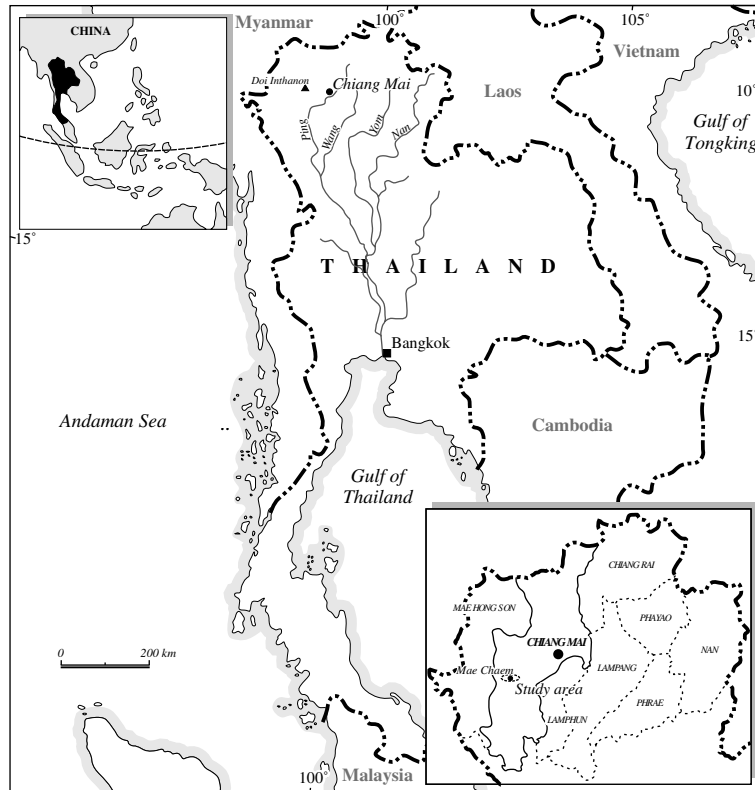 CHINA
Myanmar
100°
105°
Vietnam
Doi Inthanon
Chiang Mai
Laos
10°
Ping
Wang
Yom
Nan
Gulf of
Tongking
15°
T H A I L A N D
15°
Bangkok
Andaman Sea
Cambodia
Gulf of
Thailand
0 200 km
100°
Malaysia
CHIANG RAI
MAE HONG SON
PHAYAO
CHIANG MAI
NAN
Mae Chaem
LAMPANG
Study area
PHRAE
LAMPHUN